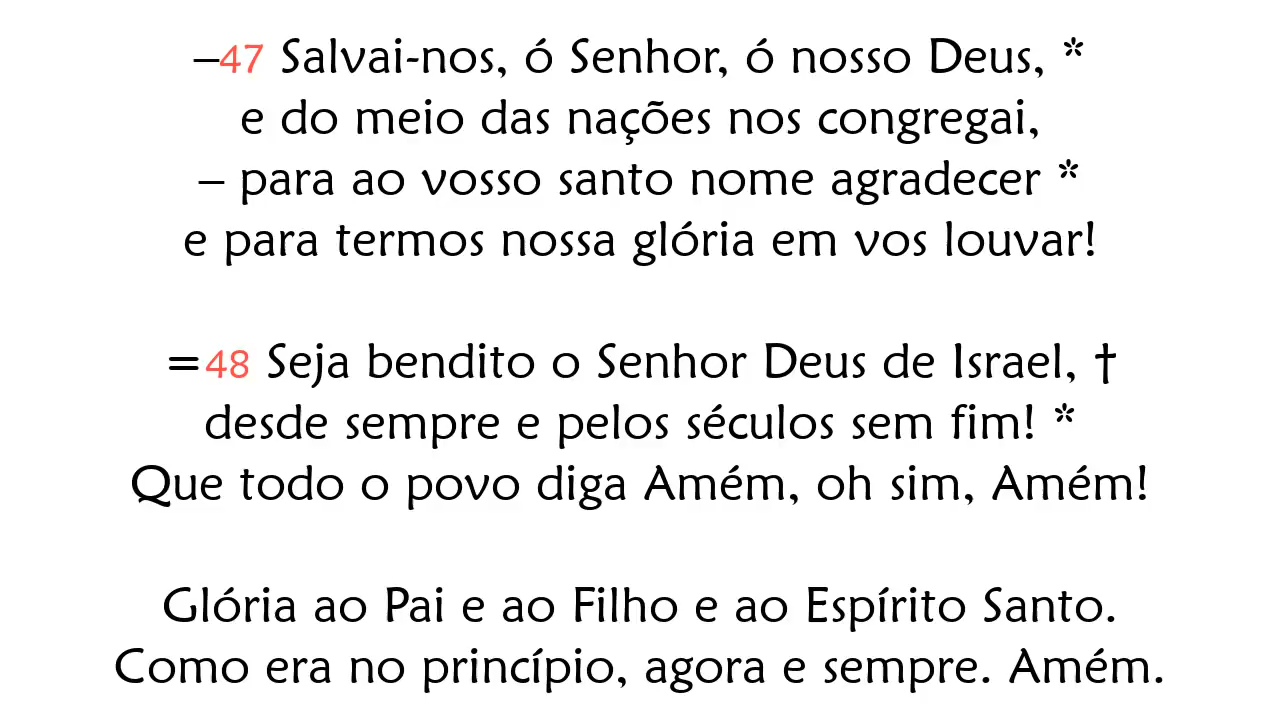 –47 Salvai-nos, ó Senhor, ó nosso Deus, *
e do meio das nações nos congregai,
– para ao vosso santo nome agradecer *
e para termos nossa glória em vos louvar!
=48 Seja bendito o Senhor Deus de Israel, †
desde sempre e pelos séculos sem fim! *
Que todo o povo diga Amém, oh sim, Amém!
Glória ao Pai e ao Filho e ao Espírito Santo.
Como era no princípio, agora e sempre. Amém.